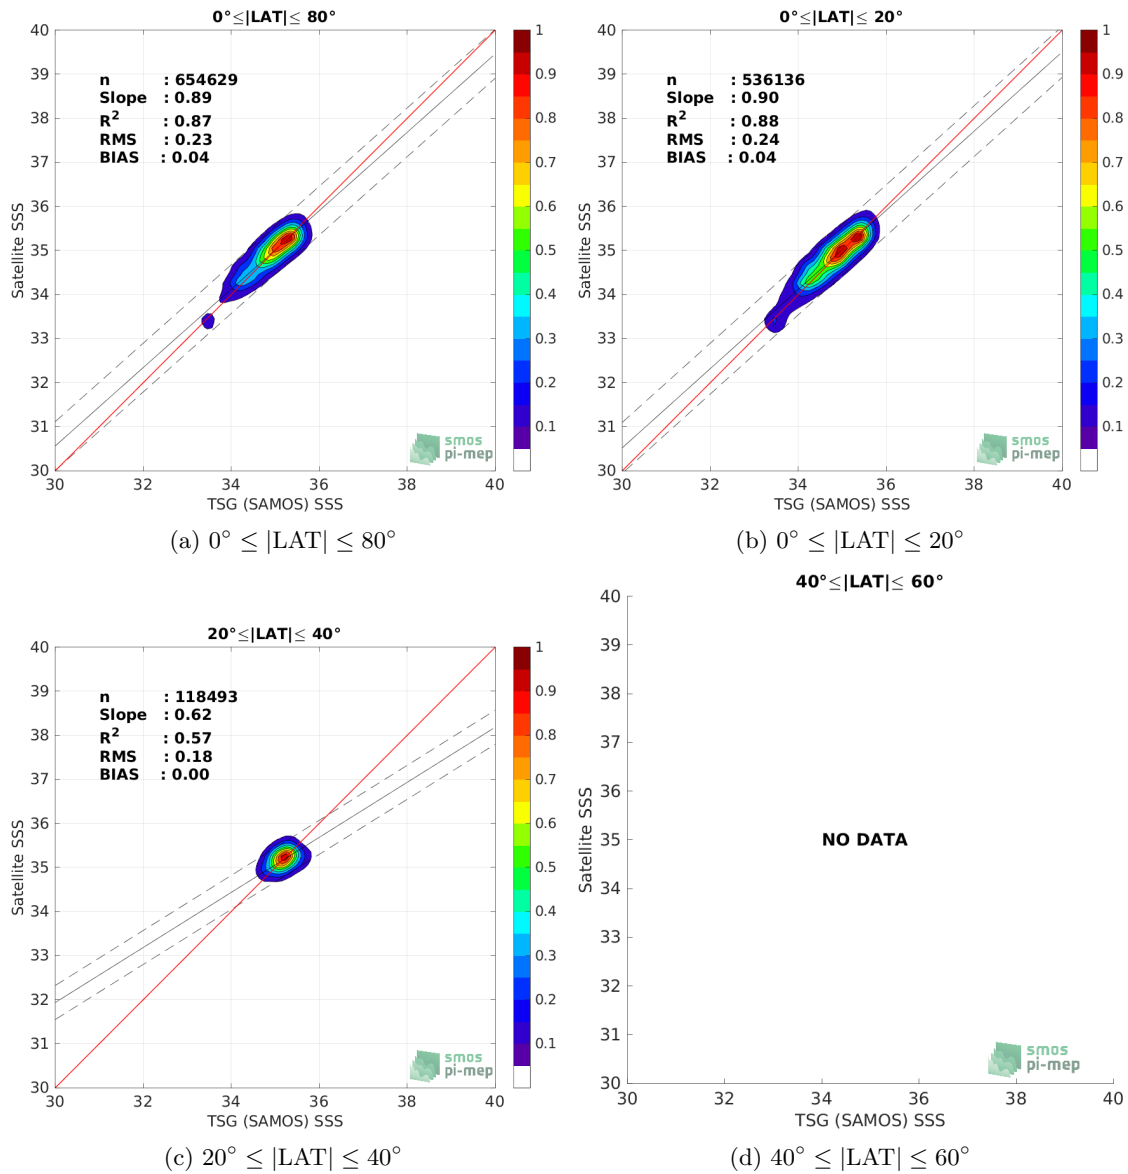 0°≤|LAT|≤ 80°
40
39
38
37
36
35
34
33
32
31
30
Satellite SSS
n : 654629
Slope : 0.89
R² : 0.87
RMS : 0.23
BIAS : 0.04
1
0.9
0.8
0.7
0.6
0.5
0.4
0.3
0.2
0.1
smos
pi-mep
30 32 34 36 38 40
TSG (SAMOS) SSS
(a) 0° ≤ |LAT| ≤ 80°
0°≤|LAT|≤ 20°
40
39
38
37
36
35
34
33
32
31
30
Satellite SSS
n : 536136
Slope : 0.90
R² : 0.88
RMS : 0.24
BIAS : 0.04
1
0.9
0.8
0.7
0.6
0.5
0.4
0.3
0.2
0.1
smos
pi-mep
30 32 34 36 38 40
TSG (SAMOS) SSS
(b) 0° ≤ |LAT| ≤ 20°
20°≤|LAT|≤ 40°
40
39
38
37
36
35
34
33
32
31
30
Satellite SSS
n : 118493
Slope : 0.62
R² : 0.57
RMS : 0.18
BIAS : 0.00
1
0.9
0.8
0.7
0.6
0.5
0.4
0.3
0.2
0.1
smos
pi-mep
30 32 34 36 38 40
TSG (SAMOS) SSS
(c) 20° ≤ |LAT| ≤ 40°
40°≤|LAT|≤ 60°
40
39
38
37
36
35
34
33
32
31
30
Satellite SSS
NO DATA
smos
pi-mep
30 32 34 36 38 40
TSG (SAMOS) SSS
(d) 40° ≤ |LAT| ≤ 60°